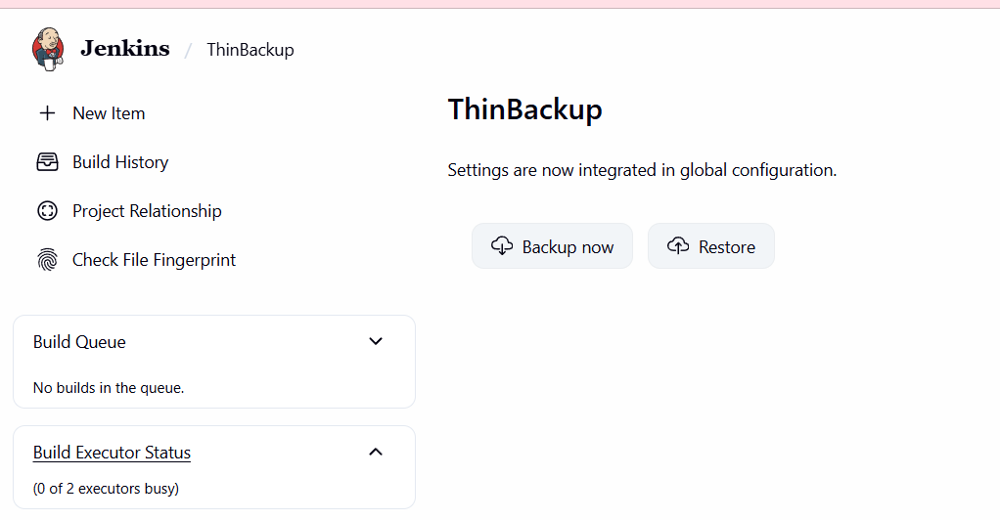 Jenkins / ThinBackup
New Item
Build History
Project Relationship
Check File Fingerprint
Build Queue
No builds in the queue.
Build Executor Status
(0 of 2 executors busy)
ThinBackup
Settings are now integrated in global configuration.
Backup now Restore